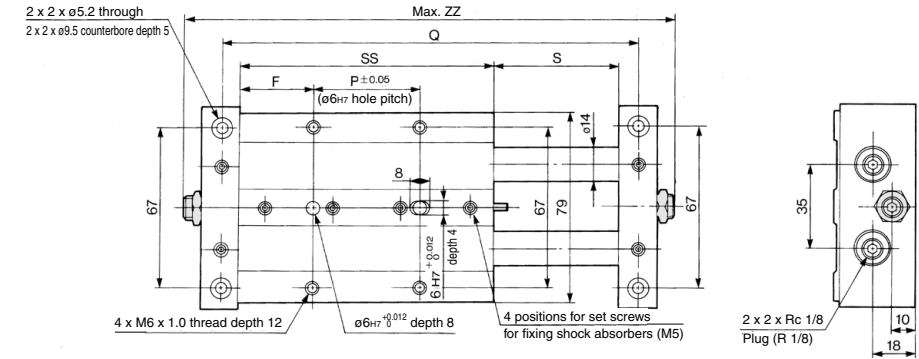 2 x 2 x ø5.2 through
2 x 2 x ø9.5 counterbore depth 5
Max. ZZ
Q
SS
S
F
P±0.05
(ø6H7 hole pitch)
ø14
8
67
67
79
67
35
6 H7 +0.012 0
depth 4
4 x M6 x 1.0 thread depth 12
ø6H7 +0.012 0 depth 8
4 positions for set screws
for fixing shock absorbers (M5)
2 x 2 x Rc 1/8
Plug (R 1/8)
10
18